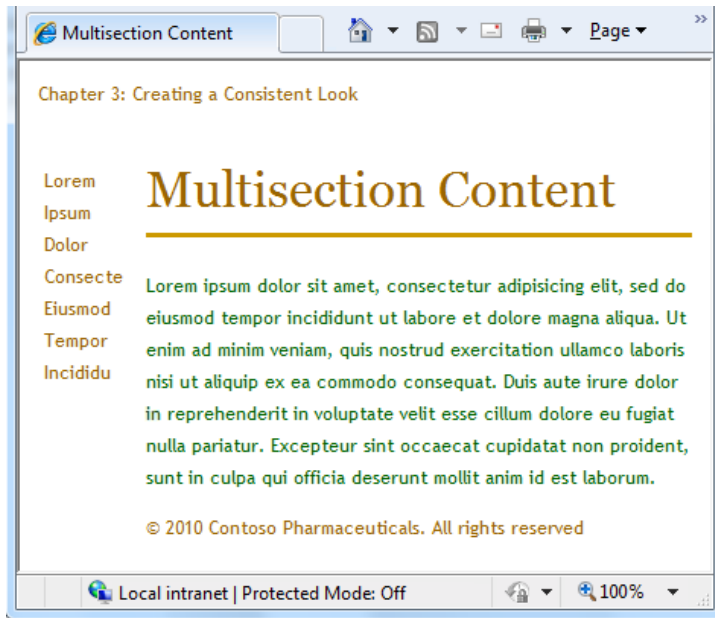 Multisection Content
Page
»
Chapter 3: Creating a Consistent Look
Lorem
Ipsum
Dolor
Consecte
Eiusmod
Tempor
Incididu
Multisection Content
Lorem ipsum dolor sit amet, consectetur adipisicing elit, sed do
eiusmod tempor incididunt ut labore et dolore magna aliqua. Ut
enim ad minim veniam, quis nostrud exercitation ullamco laboris
nisi ut aliquip ex ea commodo consequat. Duis aute irure dolor
in reprehenderit in voluptate velit esse cillum dolore eu fugiat
nulla pariatur. Excepteur sint occaecat cupidatat non proident,
sunt in culpa qui officia deserunt mollit anim id est laborum.
© 2010 Contoso Pharmaceuticals. All rights reserved
Local intranet | Protected Mode: Off
100%